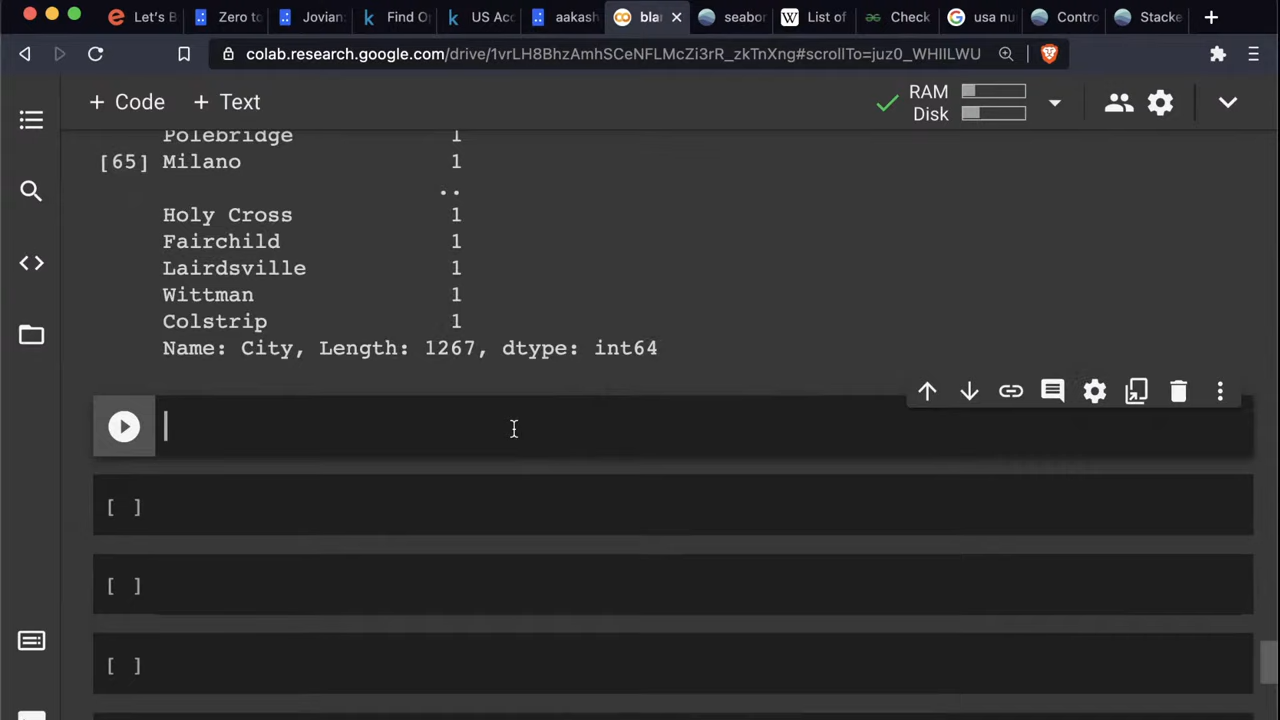 Let's B
Zero to
Jovian:
Find O
US Acc
aakash
blar
seabor
List of
Check
usa nu
Contro
Stacke
colab.research.google.com/drive/1vrLH8BhzAmhSCeNFLMcZi3rR_zkTnXng#scrollTo=juz0_WHIILWU
+ Code + Text
RAM
Disk
Polebridge 1
[65] Milano 1
..
Holy Cross 1
Fairchild 1
Lairdsville 1
Wittman 1
Colstrip 1
Name: City, Length: 1267, dtype: int64
[ ]
[ ]
[ ]